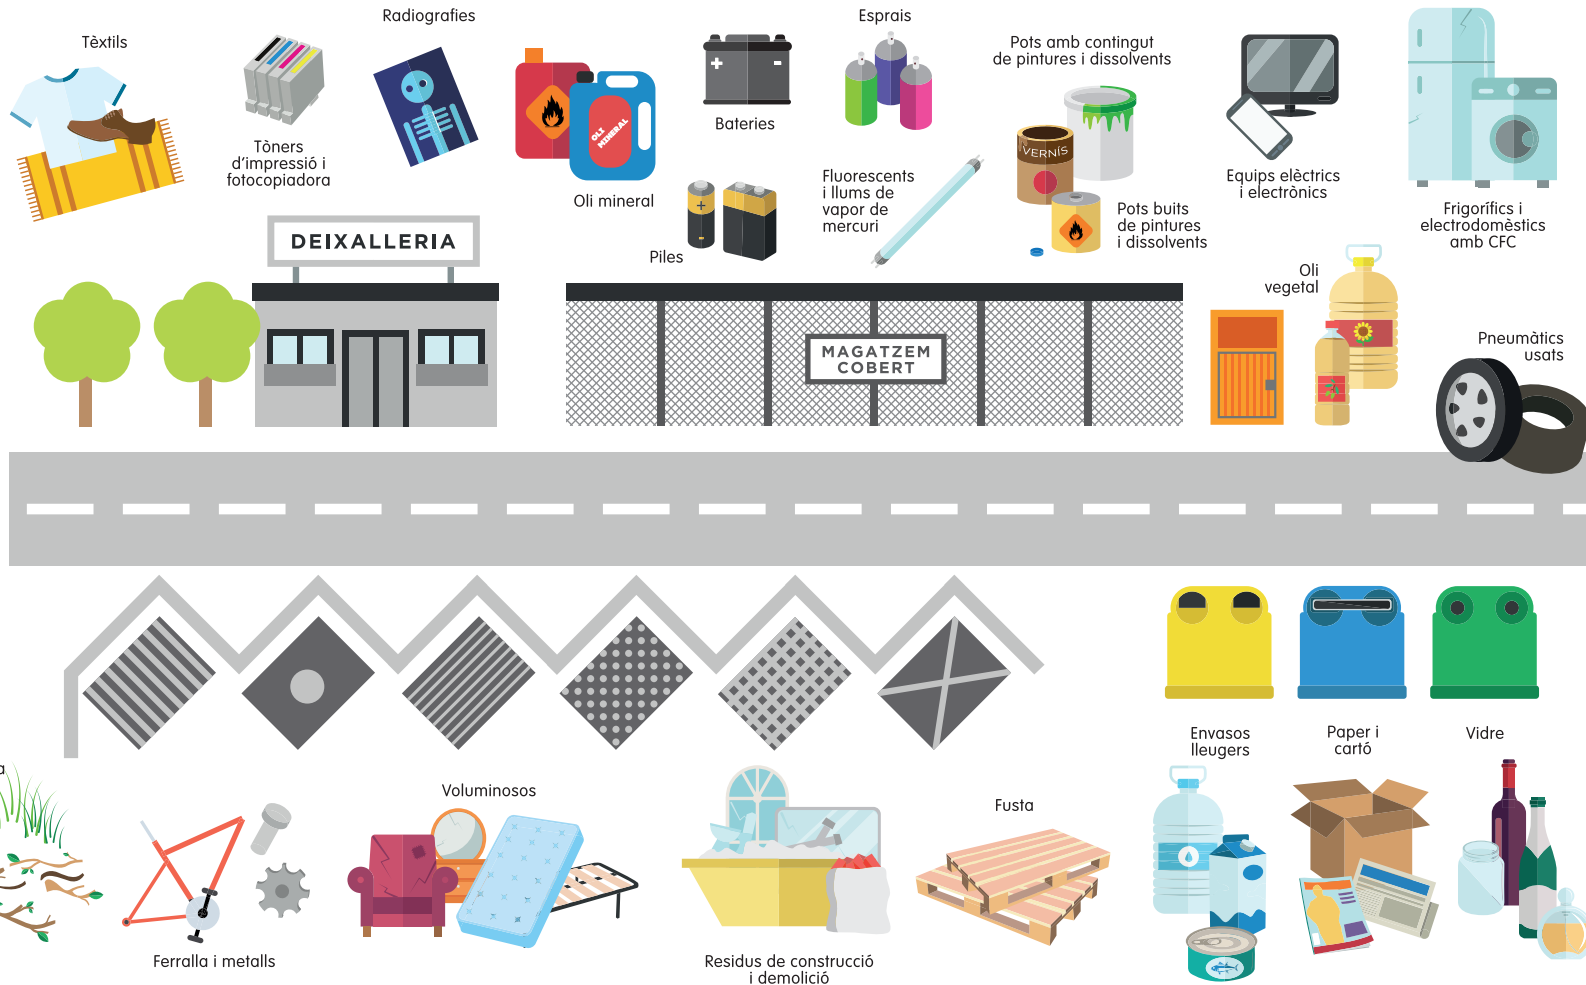 Radiografies
Tèxtils
Esprais
Pots amb contingut
de pintures i dissolvents
OLI
MINERAL
Bateries
Tòners
d'impressió i
fotocopiadora
VERNÍS
Fluorescents
i llums de
vapor de
mercuri
Equips elèctrics
i electrònics
Oli mineral
Frigorífics i
electrodomèstics
amb CFC
Pots buits
de pintures
i dissolvents
Piles
DEIXALLERIA
Oli
vegetal
MAGATZEM
COBERT
Pneumàtics
usats
Envasos
lleugers
Paper i
cartó
Vidre
a
Voluminosos
Fusta
Ferralla i metalls
Residus de construcció
i demolició